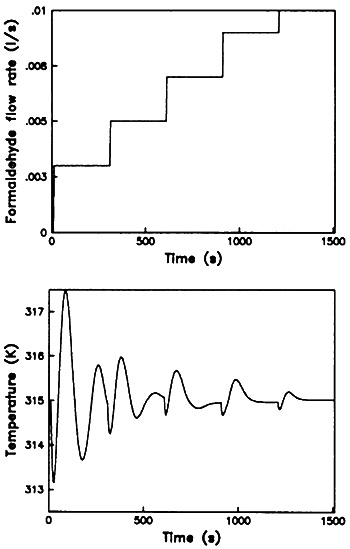 .01
.008
.005
.003
0
Formaldehyde flow rate (l/s)
0 500 1000 1500
Time (s)
317
316
315
314
313
Temperature (K)
0 500 1000 1500
Time (s)